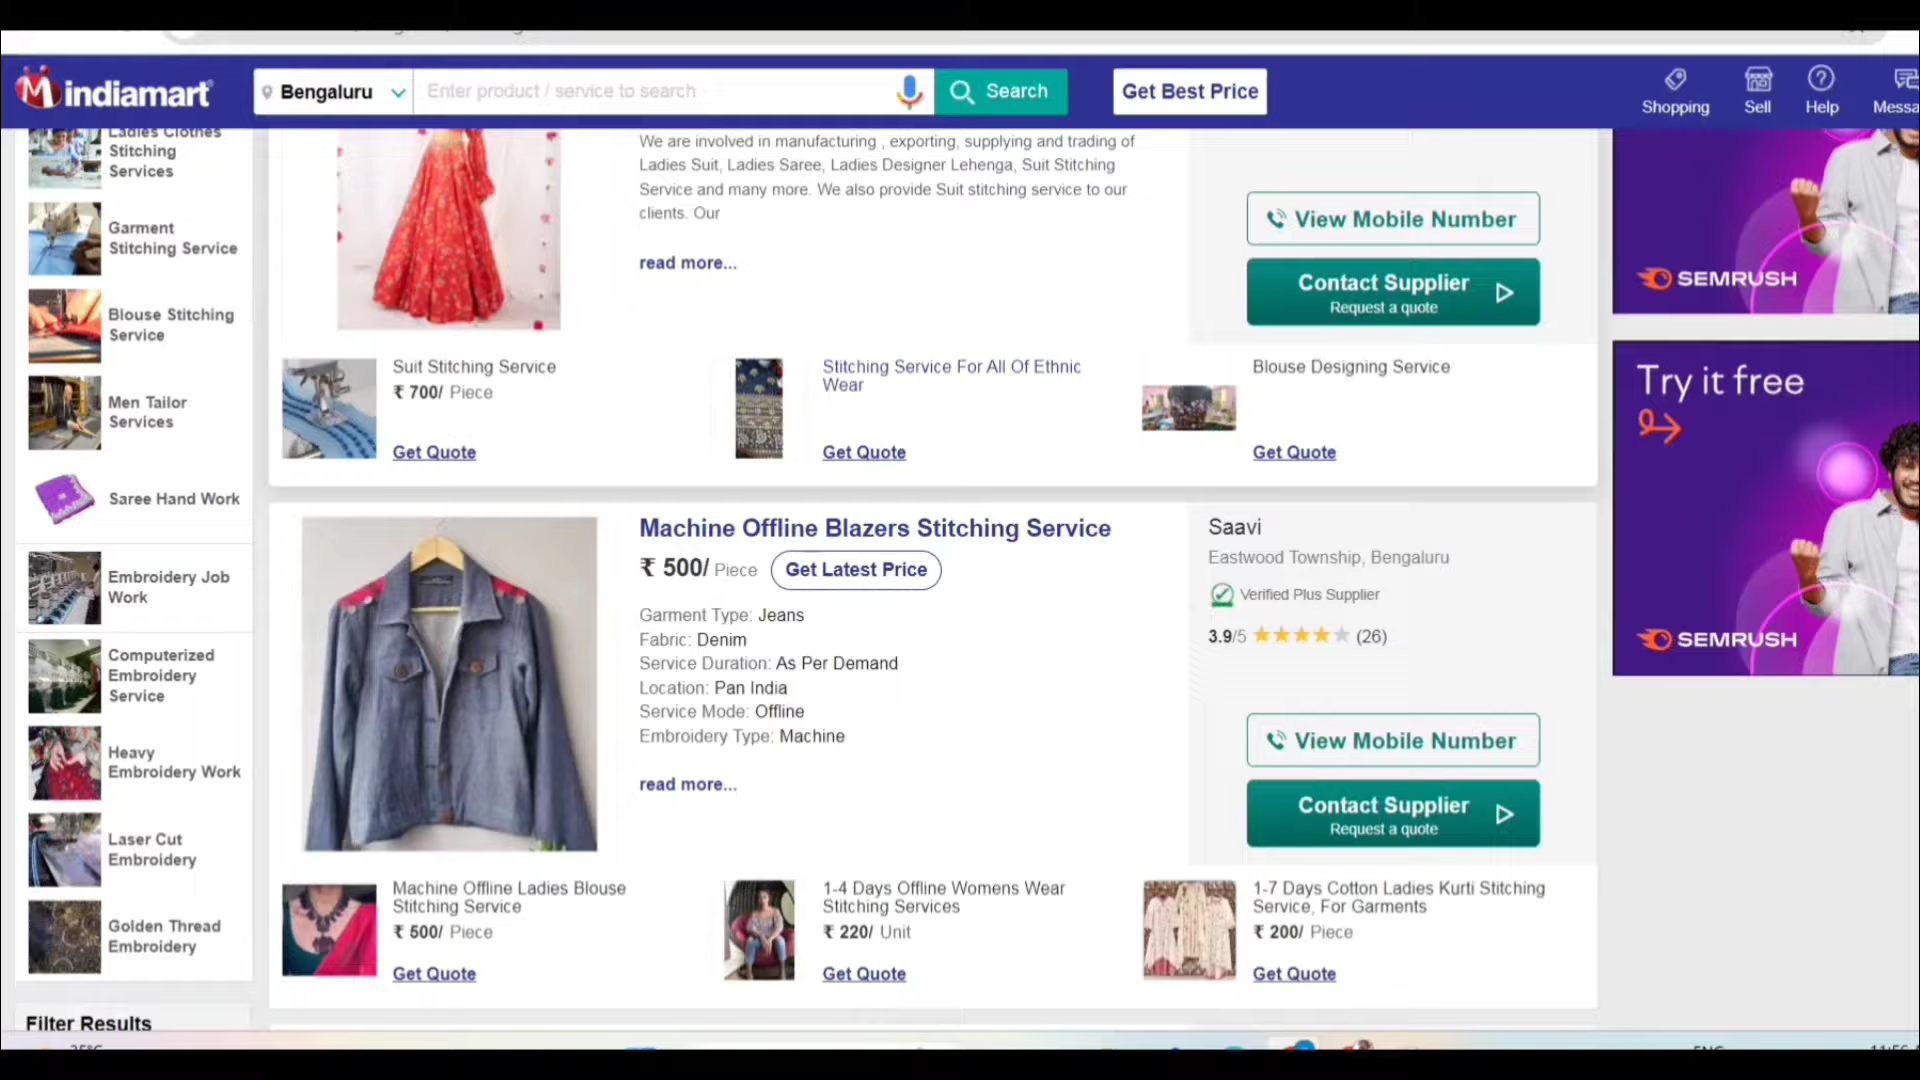 indiamart
Bengaluru
Enter product / service to search
Search
Get Best Price
Shopping
Sell
Help
Ladies Clothes
Stitching
Services
Garment
Stitching Service
Blouse Stitching
Service
Men Tailor
Services
Saree Hand Work
Embroidery Job
Work
Computerized
Embroidery
Service
Heavy
Embroidery Work
Laser Cut
Embroidery
Golden Thread
Embroidery
Filter Results
We are involved in manufacturing , exporting, supplying and trading of
Ladies Suit, Ladies Saree, Ladies Designer Lehenga, Suit Stitching
Service and many more. We also provide Suit stitching service to our
clients. Our
read more...
View Mobile Number
Contact Supplier
Request a quote
Suit Stitching Service
₹ 700/ Piece
Get Quote
Stitching Service For All Of Ethnic
Wear
Get Quote
Blouse Designing Service
Get Quote
Machine Offline Blazers Stitching Service
₹ 500/ Piece
Get Latest Price
Garment Type: Jeans
Fabric: Denim
Service Duration: As Per Demand
Location: Pan India
Service Mode: Offline
Embroidery Type: Machine
read more...
Saavi
Eastwood Township, Bengaluru
Verified Plus Supplier
3.9/5 (26)
View Mobile Number
Contact Supplier
Request a quote
Machine Offline Ladies Blouse
Stitching Service
₹ 500/ Piece
Get Quote
1-4 Days Offline Womens Wear
Stitching Services
₹ 220/ Unit
Get Quote
1-7 Days Cotton Ladies Kurti Stitching
Service, For Garments
₹ 200/ Piece
Get Quote
SEMRUSH
Try it free
SEMRUSH